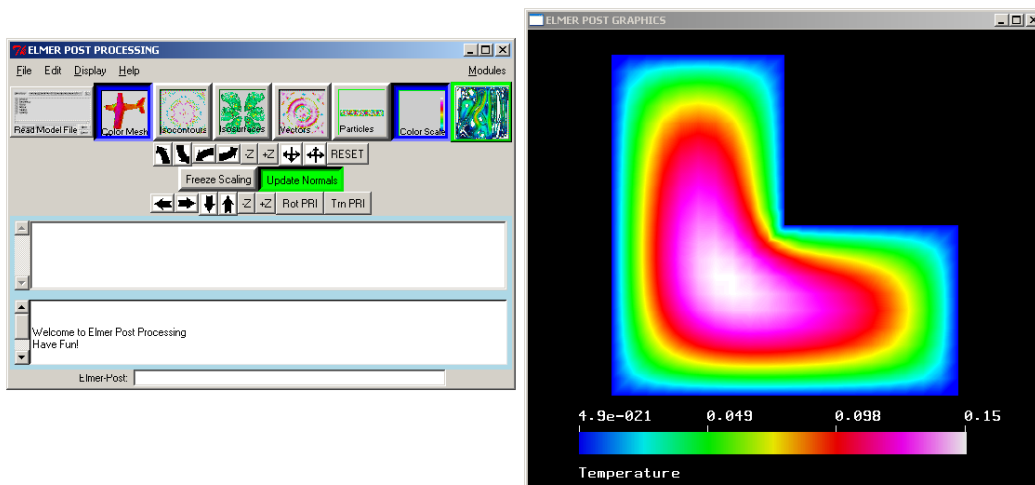 ELMER POST PROCESSING
File Edit Display Help Modules
Read Model File Color Mesh Isocontours Isosurfaces Vectors Particles Color Scale
-Z +Z RESET
Freeze Scaling Update Normals
-Z +Z Rot PRI Trn PRI
Welcome to Elmer Post Processing
Have Fun!
Elmer-Post:
ELMER POST GRAPHICS
4.9e-021 0.049 0.098 0.15
Temperature